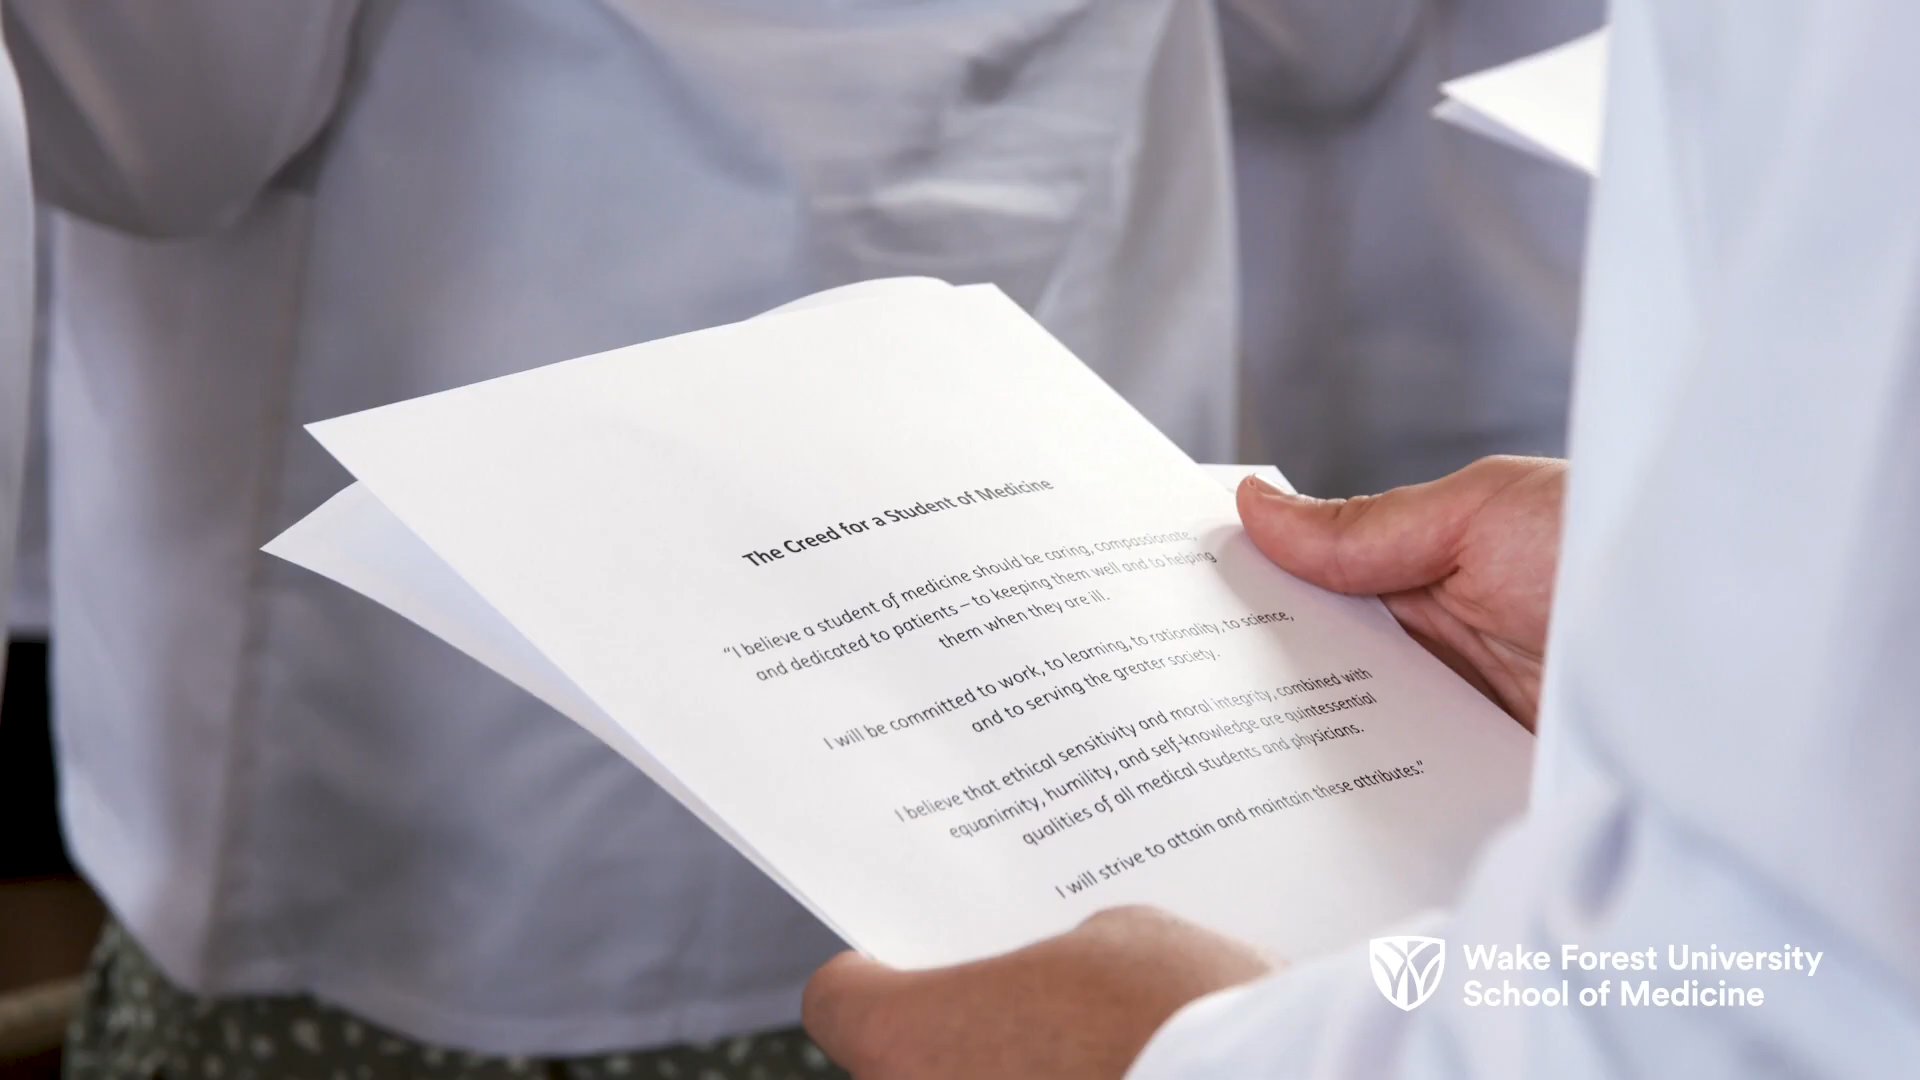 The Creed for a Student of Medicine
“I believe a student of medicine should be caring, compassionate,
and dedicated to patients – to keeping them well and to helping
them when they are ill.
I will be committed to work, to learning, to rationality, to science,
and to serving the greater society.
I believe that ethical sensitivity and moral integrity, combined with
equanimity, humility, and self-knowledge are quintessential
qualities of all medical students and physicians.
I will strive to attain and maintain these attributes.”
Wake Forest University
School of Medicine